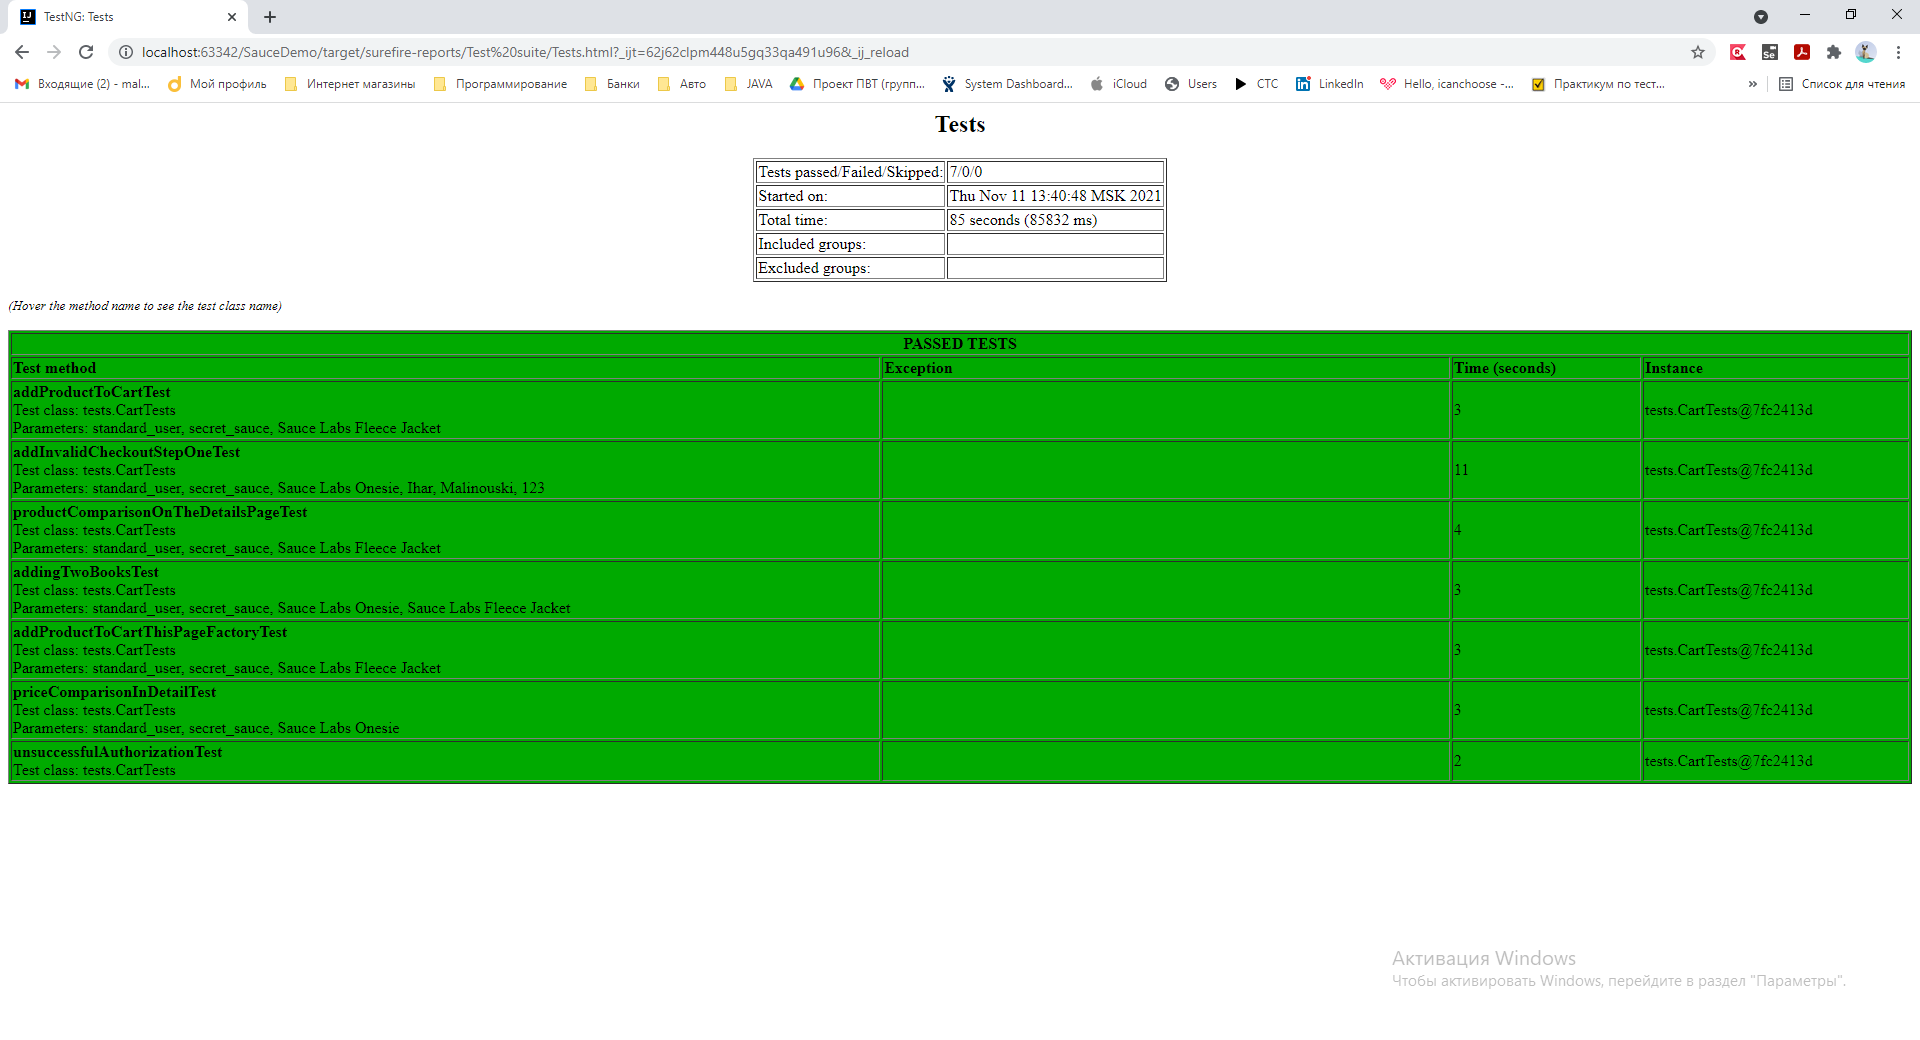 TestNG: Tests
localhost:63342/SauceDemo/target/surefire-reports/Test%20suite/Tests.html?_ijt=62j62clpm448u5gq33qa491u96&_ij_reload
Входящие (2) - mal... Мой профиль Интернет магазины Программирование Банки Авто JAVA Проект ПВТ (групп... System Dashboard... iCloud Users СТС LinkedIn Hello, icanchoose -... Практикум по тест... » Список для чтения
Tests
Tests passed/Failed/Skipped: 7/0/0
Started on: Thu Nov 11 13:40:48 MSK 2021
Total time: 85 seconds (85832 ms)
Included groups:
Excluded groups:
(Hover the method name to see the test class name)
PASSED TESTS
Test method Exception Time (seconds) Instance
addProductToCartTest
Test class: tests.CartTests 3 tests.CartTests@7fc2413d
Parameters: standard_user, secret_sauce, Sauce Labs Fleece Jacket
addInvalidCheckoutStepOneTest
Test class: tests.CartTests 11 tests.CartTests@7fc2413d
Parameters: standard_user, secret_sauce, Sauce Labs Onesie, Ihar, Malinouski, 123
productComparisonOnTheDetailsPageTest
Test class: tests.CartTests 4 tests.CartTests@7fc2413d
Parameters: standard_user, secret_sauce, Sauce Labs Fleece Jacket
addingTwoBooksTest
Test class: tests.CartTests 3 tests.CartTests@7fc2413d
Parameters: standard_user, secret_sauce, Sauce Labs Onesie, Sauce Labs Fleece Jacket
addProductToCartThisPageFactoryTest
Test class: tests.CartTests 3 tests.CartTests@7fc2413d
Parameters: standard_user, secret_sauce, Sauce Labs Fleece Jacket
priceComparisonInDetailTest
Test class: tests.CartTests 3 tests.CartTests@7fc2413d
Parameters: standard_user, secret_sauce, Sauce Labs Onesie
unsuccessfulAuthorizationTest
Test class: tests.CartTests 2 tests.CartTests@7fc2413d
Активация Windows
Чтобы активировать Windows, перейдите в раздел "Параметры".